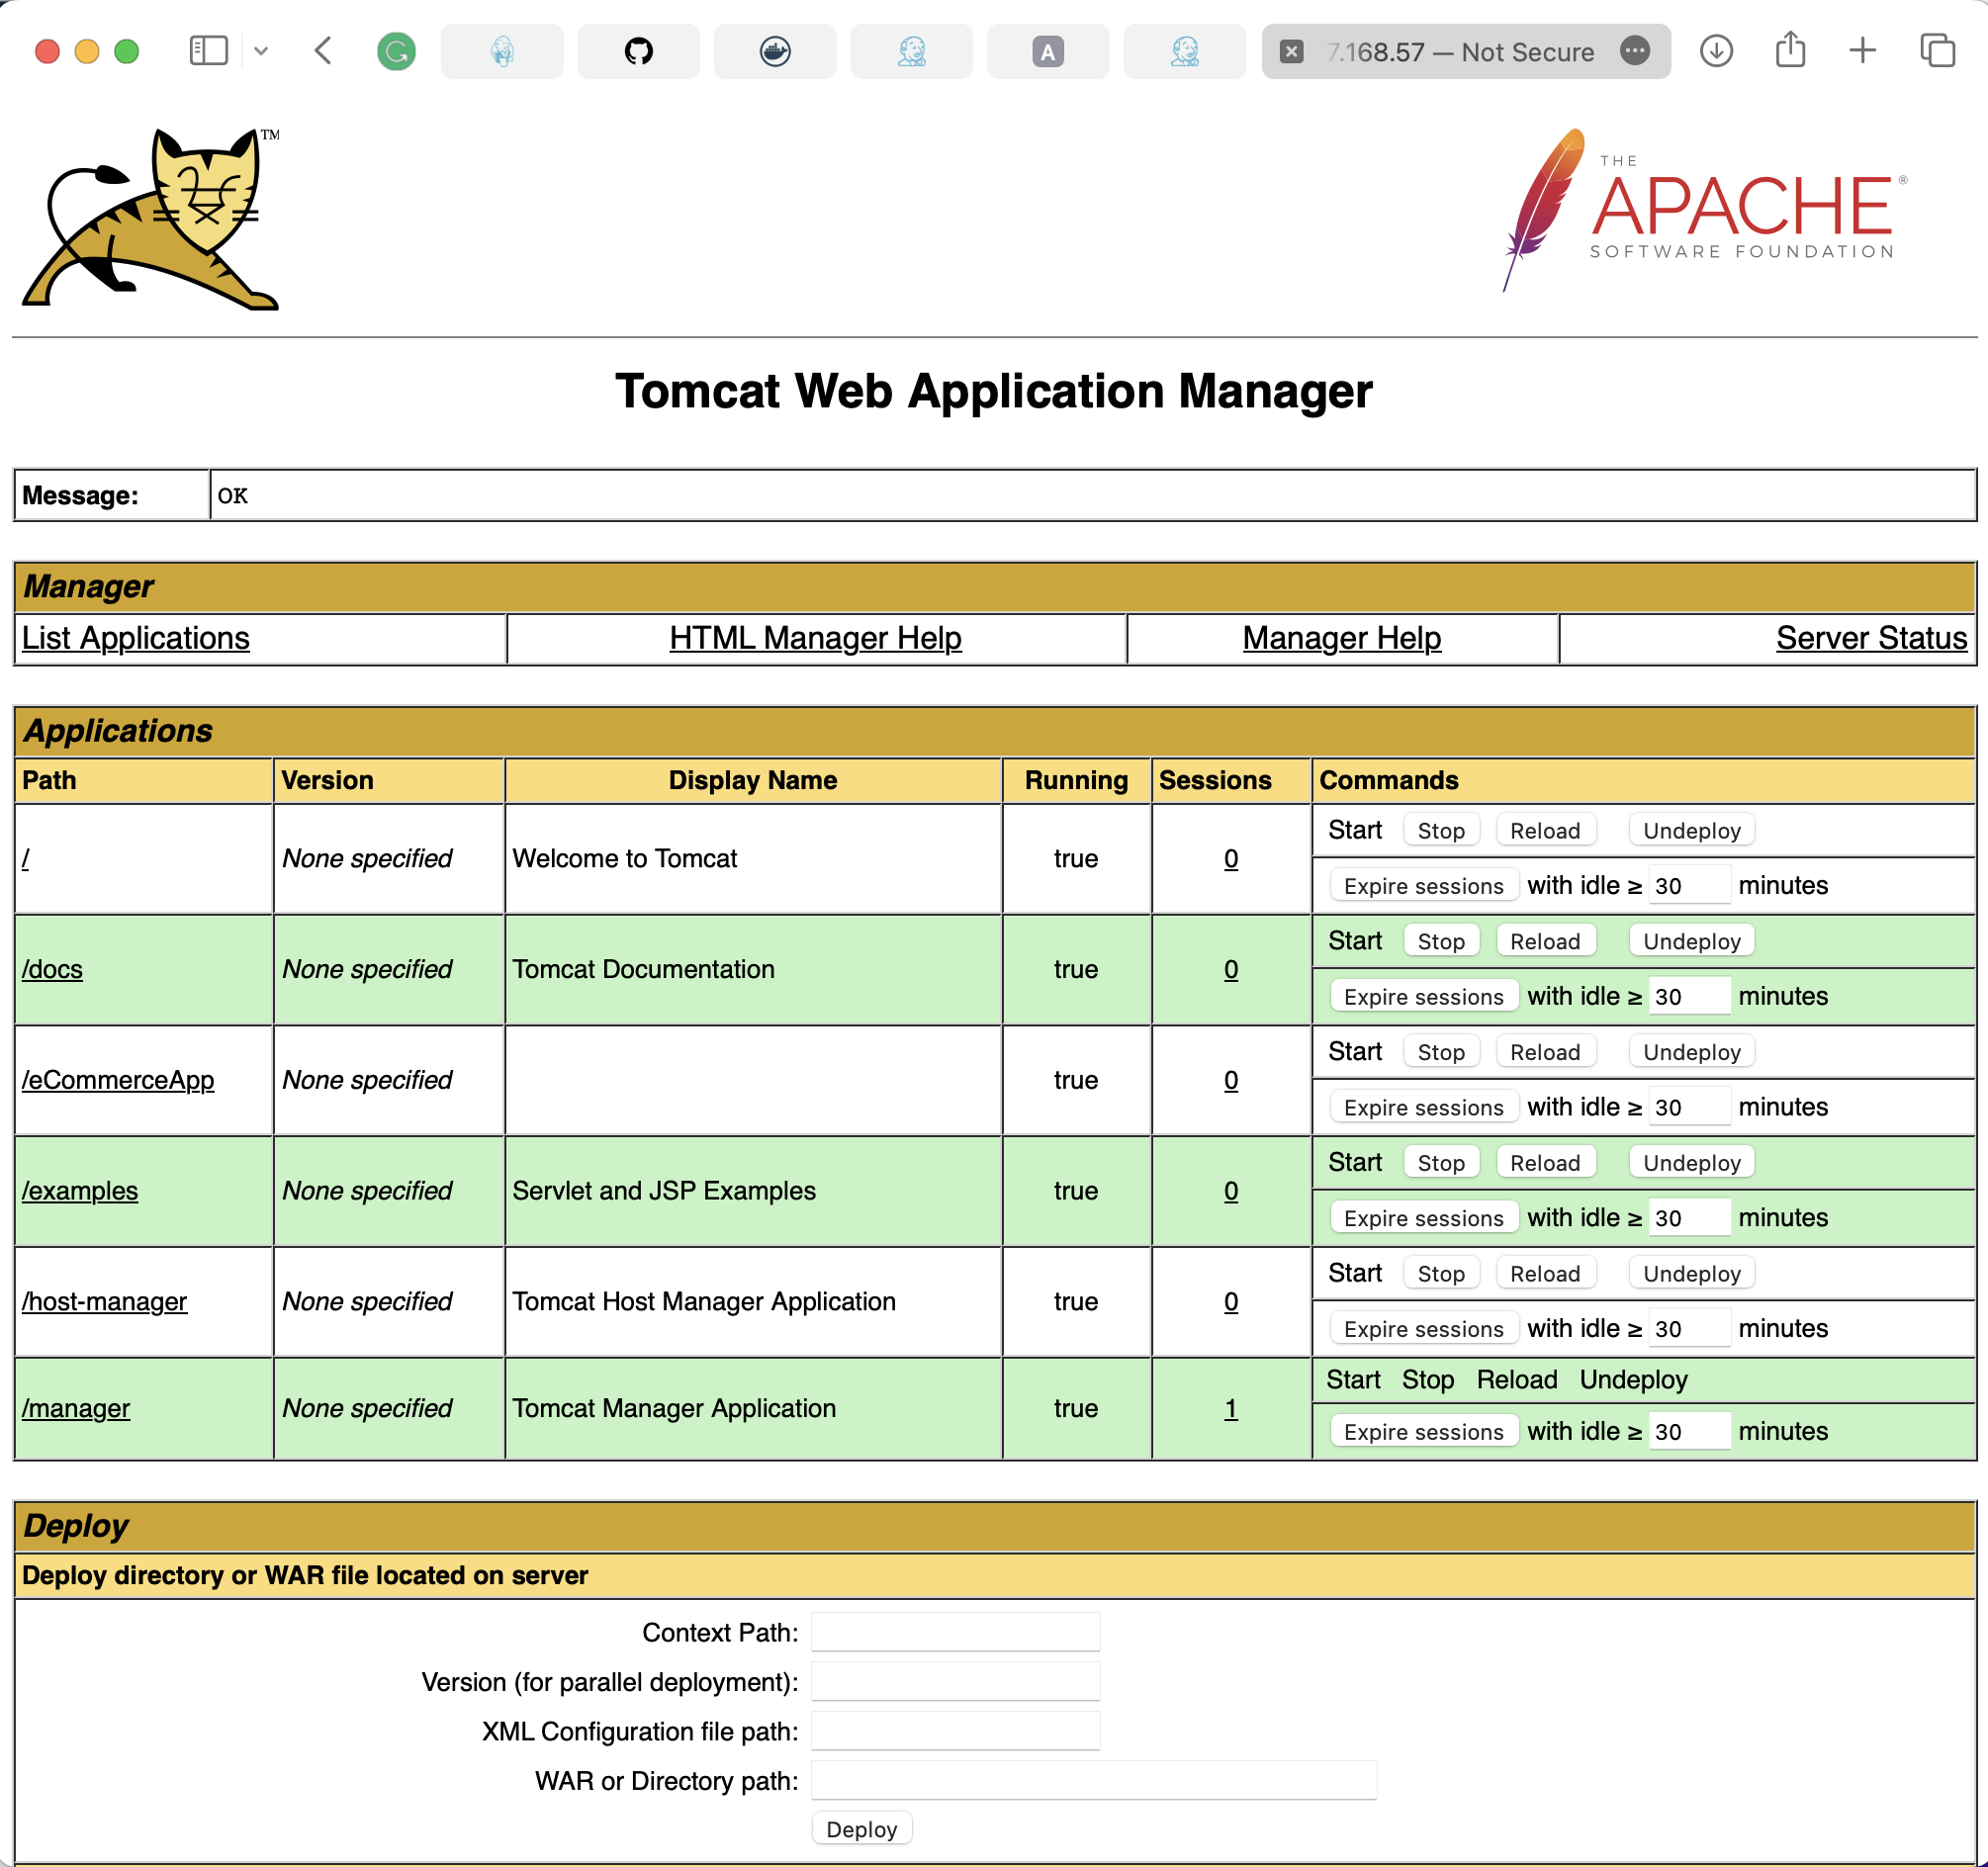 7.168.57 — Not Secure
A
TM
THE
APACHE®
SOFTWARE FOUNDATION
Tomcat Web Application Manager
Message: OK
Manager
List Applications HTML Manager Help Manager Help Server Status
Applications
Path Version Display Name Running Sessions Commands
/ None specified Welcome to Tomcat true 0 Start Stop Reload Undeploy
Expire sessions with idle ≥ 30 minutes
/docs None specified Tomcat Documentation true 0 Start Stop Reload Undeploy
Expire sessions with idle ≥ 30 minutes
/eCommerceApp None specified true 0 Start Stop Reload Undeploy
Expire sessions with idle ≥ 30 minutes
/examples None specified Servlet and JSP Examples true 0 Start Stop Reload Undeploy
Expire sessions with idle ≥ 30 minutes
/host-manager None specified Tomcat Host Manager Application true 0 Start Stop Reload Undeploy
Expire sessions with idle ≥ 30 minutes
/manager None specified Tomcat Manager Application true 1 Start Stop Reload Undeploy
Expire sessions with idle ≥ 30 minutes
Deploy
Deploy directory or WAR file located on server
Context Path:
Version (for parallel deployment):
XML Configuration file path:
WAR or Directory path:
Deploy